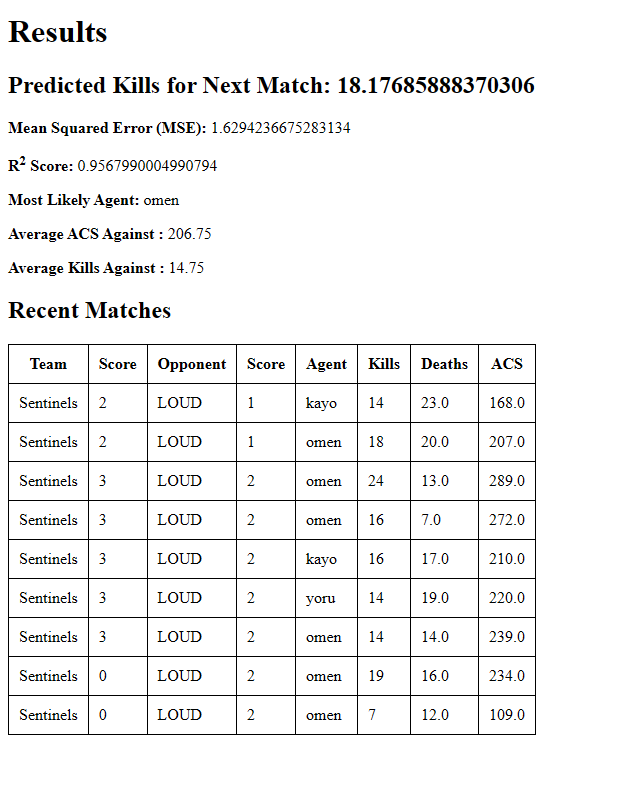 Results
Predicted Kills for Next Match: 18.17685888370306
Mean Squared Error (MSE): 1.6294236675283134
R² Score: 0.9567990004990794
Most Likely Agent: omen
Average ACS Against : 206.75
Average Kills Against : 14.75
Recent Matches
Team Score Opponent Score Agent Kills Deaths ACS
Sentinels 2 LOUD 1 kayo 14 23.0 168.0
Sentinels 2 LOUD 1 omen 18 20.0 207.0
Sentinels 3 LOUD 2 omen 24 13.0 289.0
Sentinels 3 LOUD 2 omen 16 7.0 272.0
Sentinels 3 LOUD 2 kayo 16 17.0 210.0
Sentinels 3 LOUD 2 yoru 14 19.0 220.0
Sentinels 3 LOUD 2 omen 14 14.0 239.0
Sentinels 0 LOUD 2 omen 19 16.0 234.0
Sentinels 0 LOUD 2 omen 7 12.0 109.0